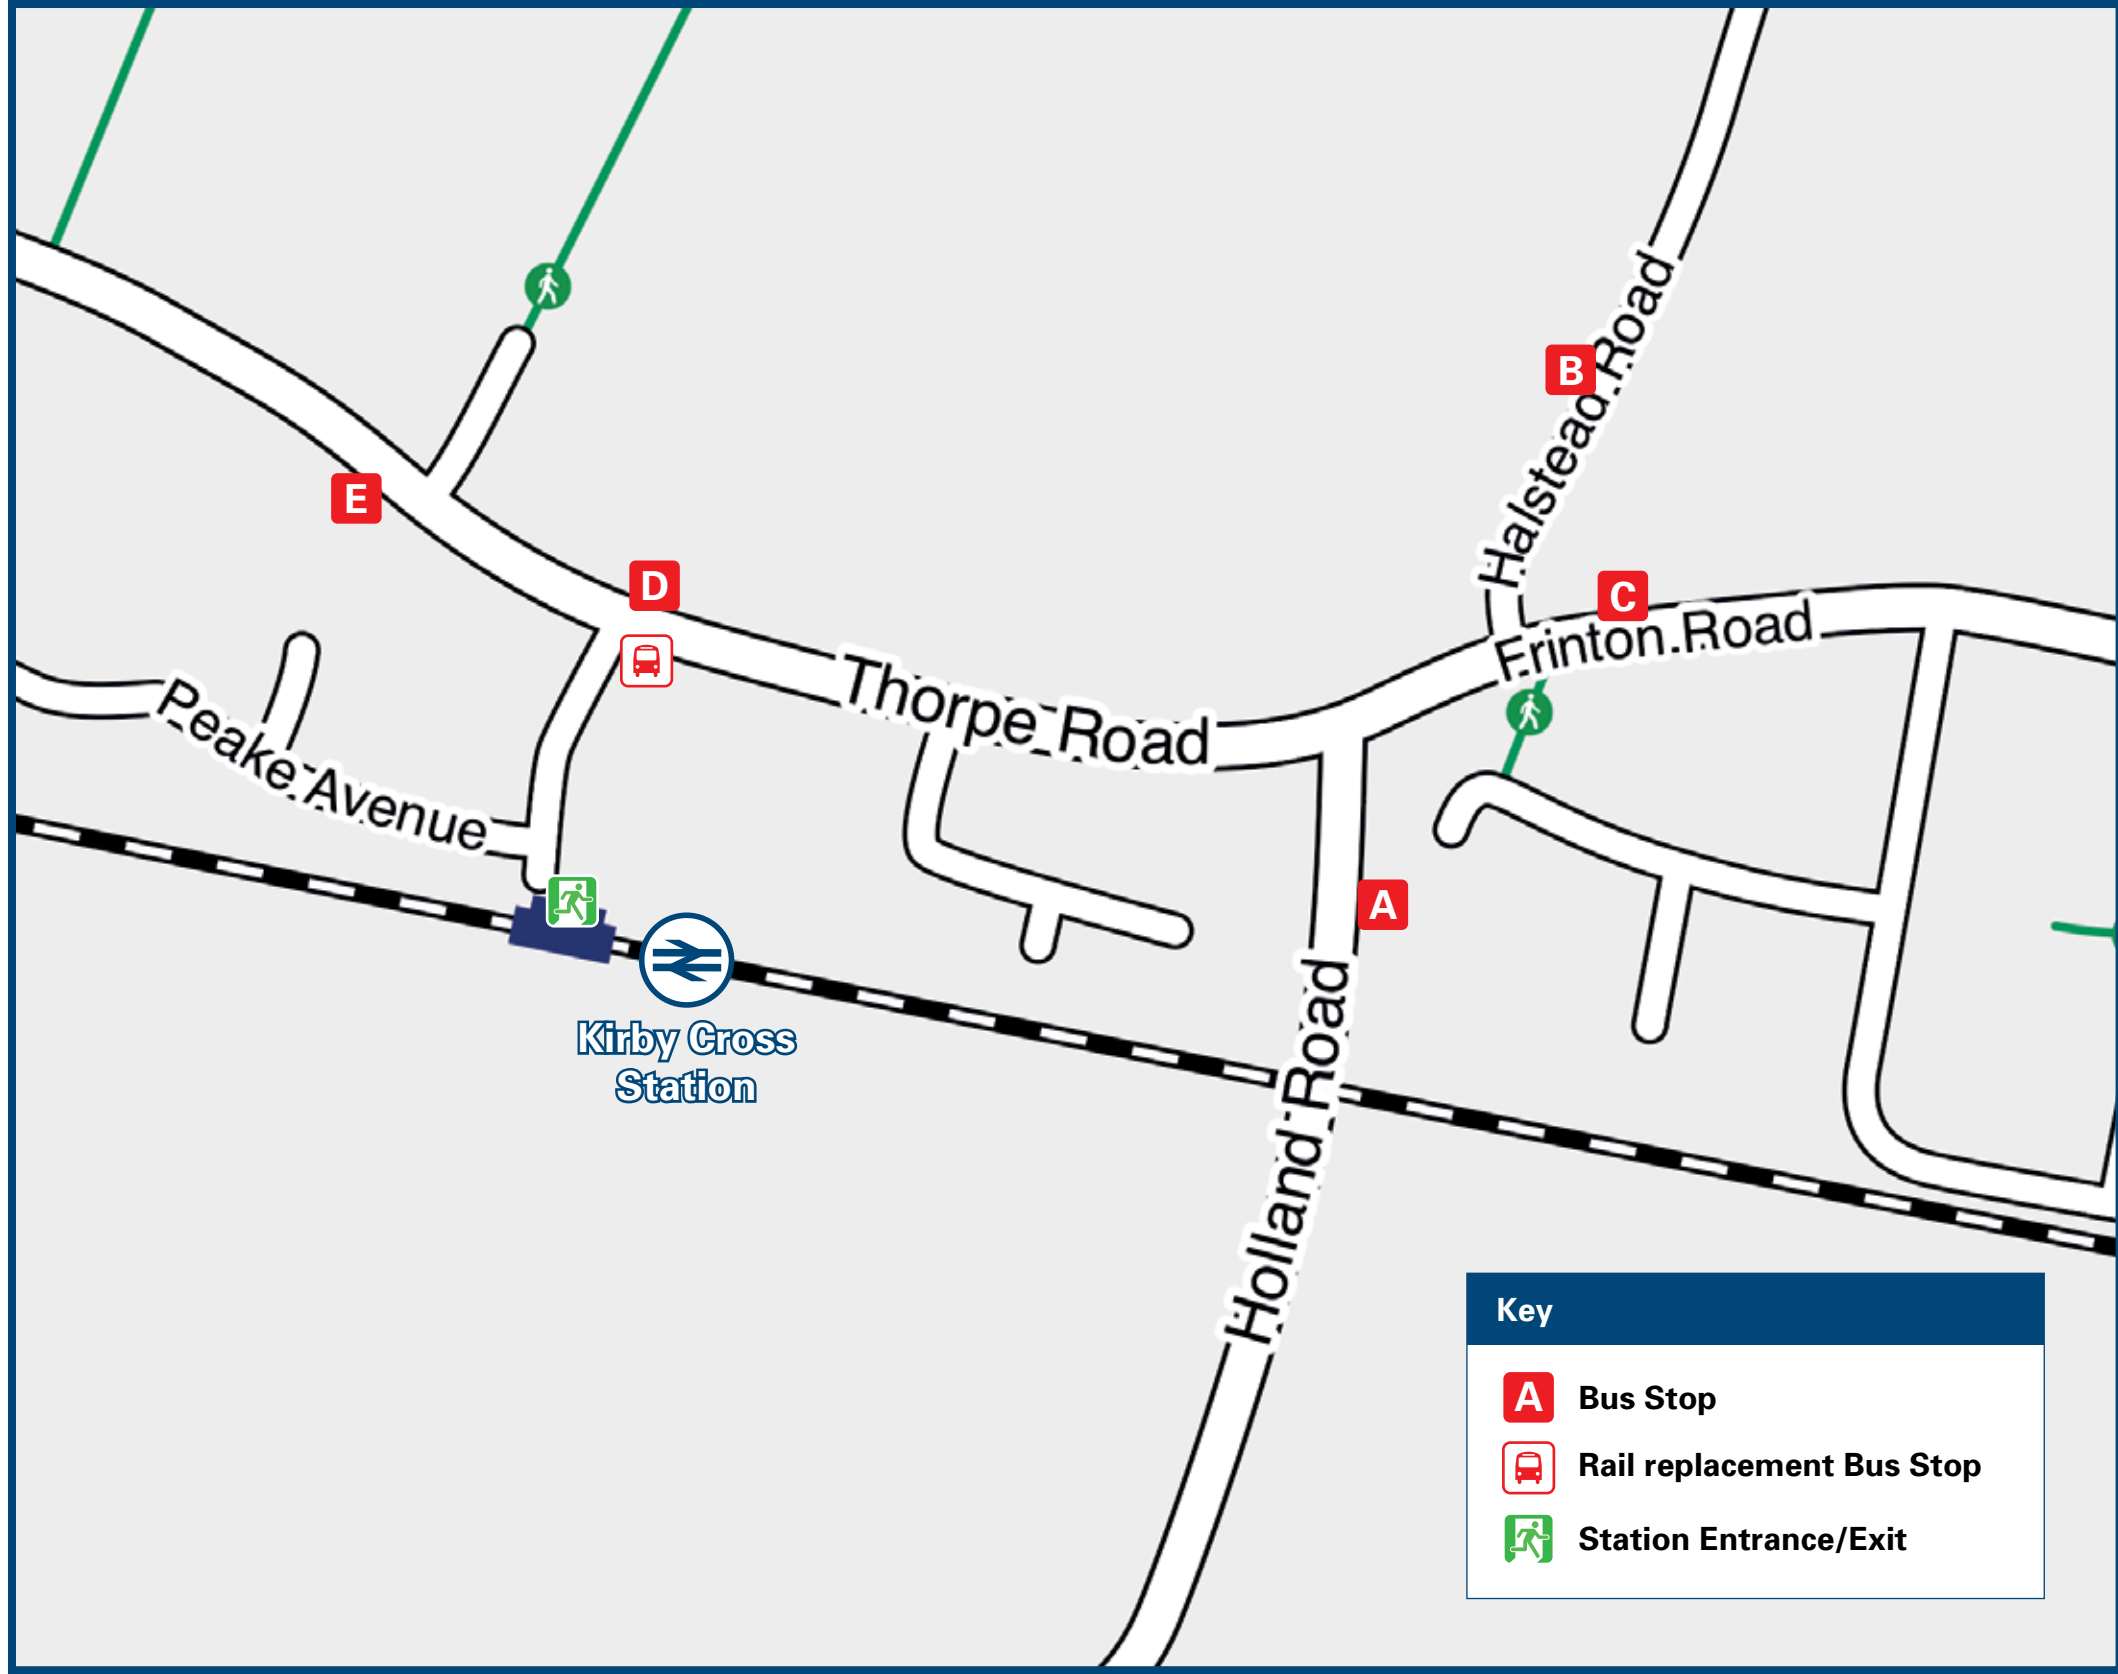 B
Halstead Road
E
D
C
Frinton Road
Thorpe Road
Peake Avenue
A
Kirby Cross
Station
Holland Road
Key
A Bus Stop
Rail replacement Bus Stop
Station Entrance/Exit